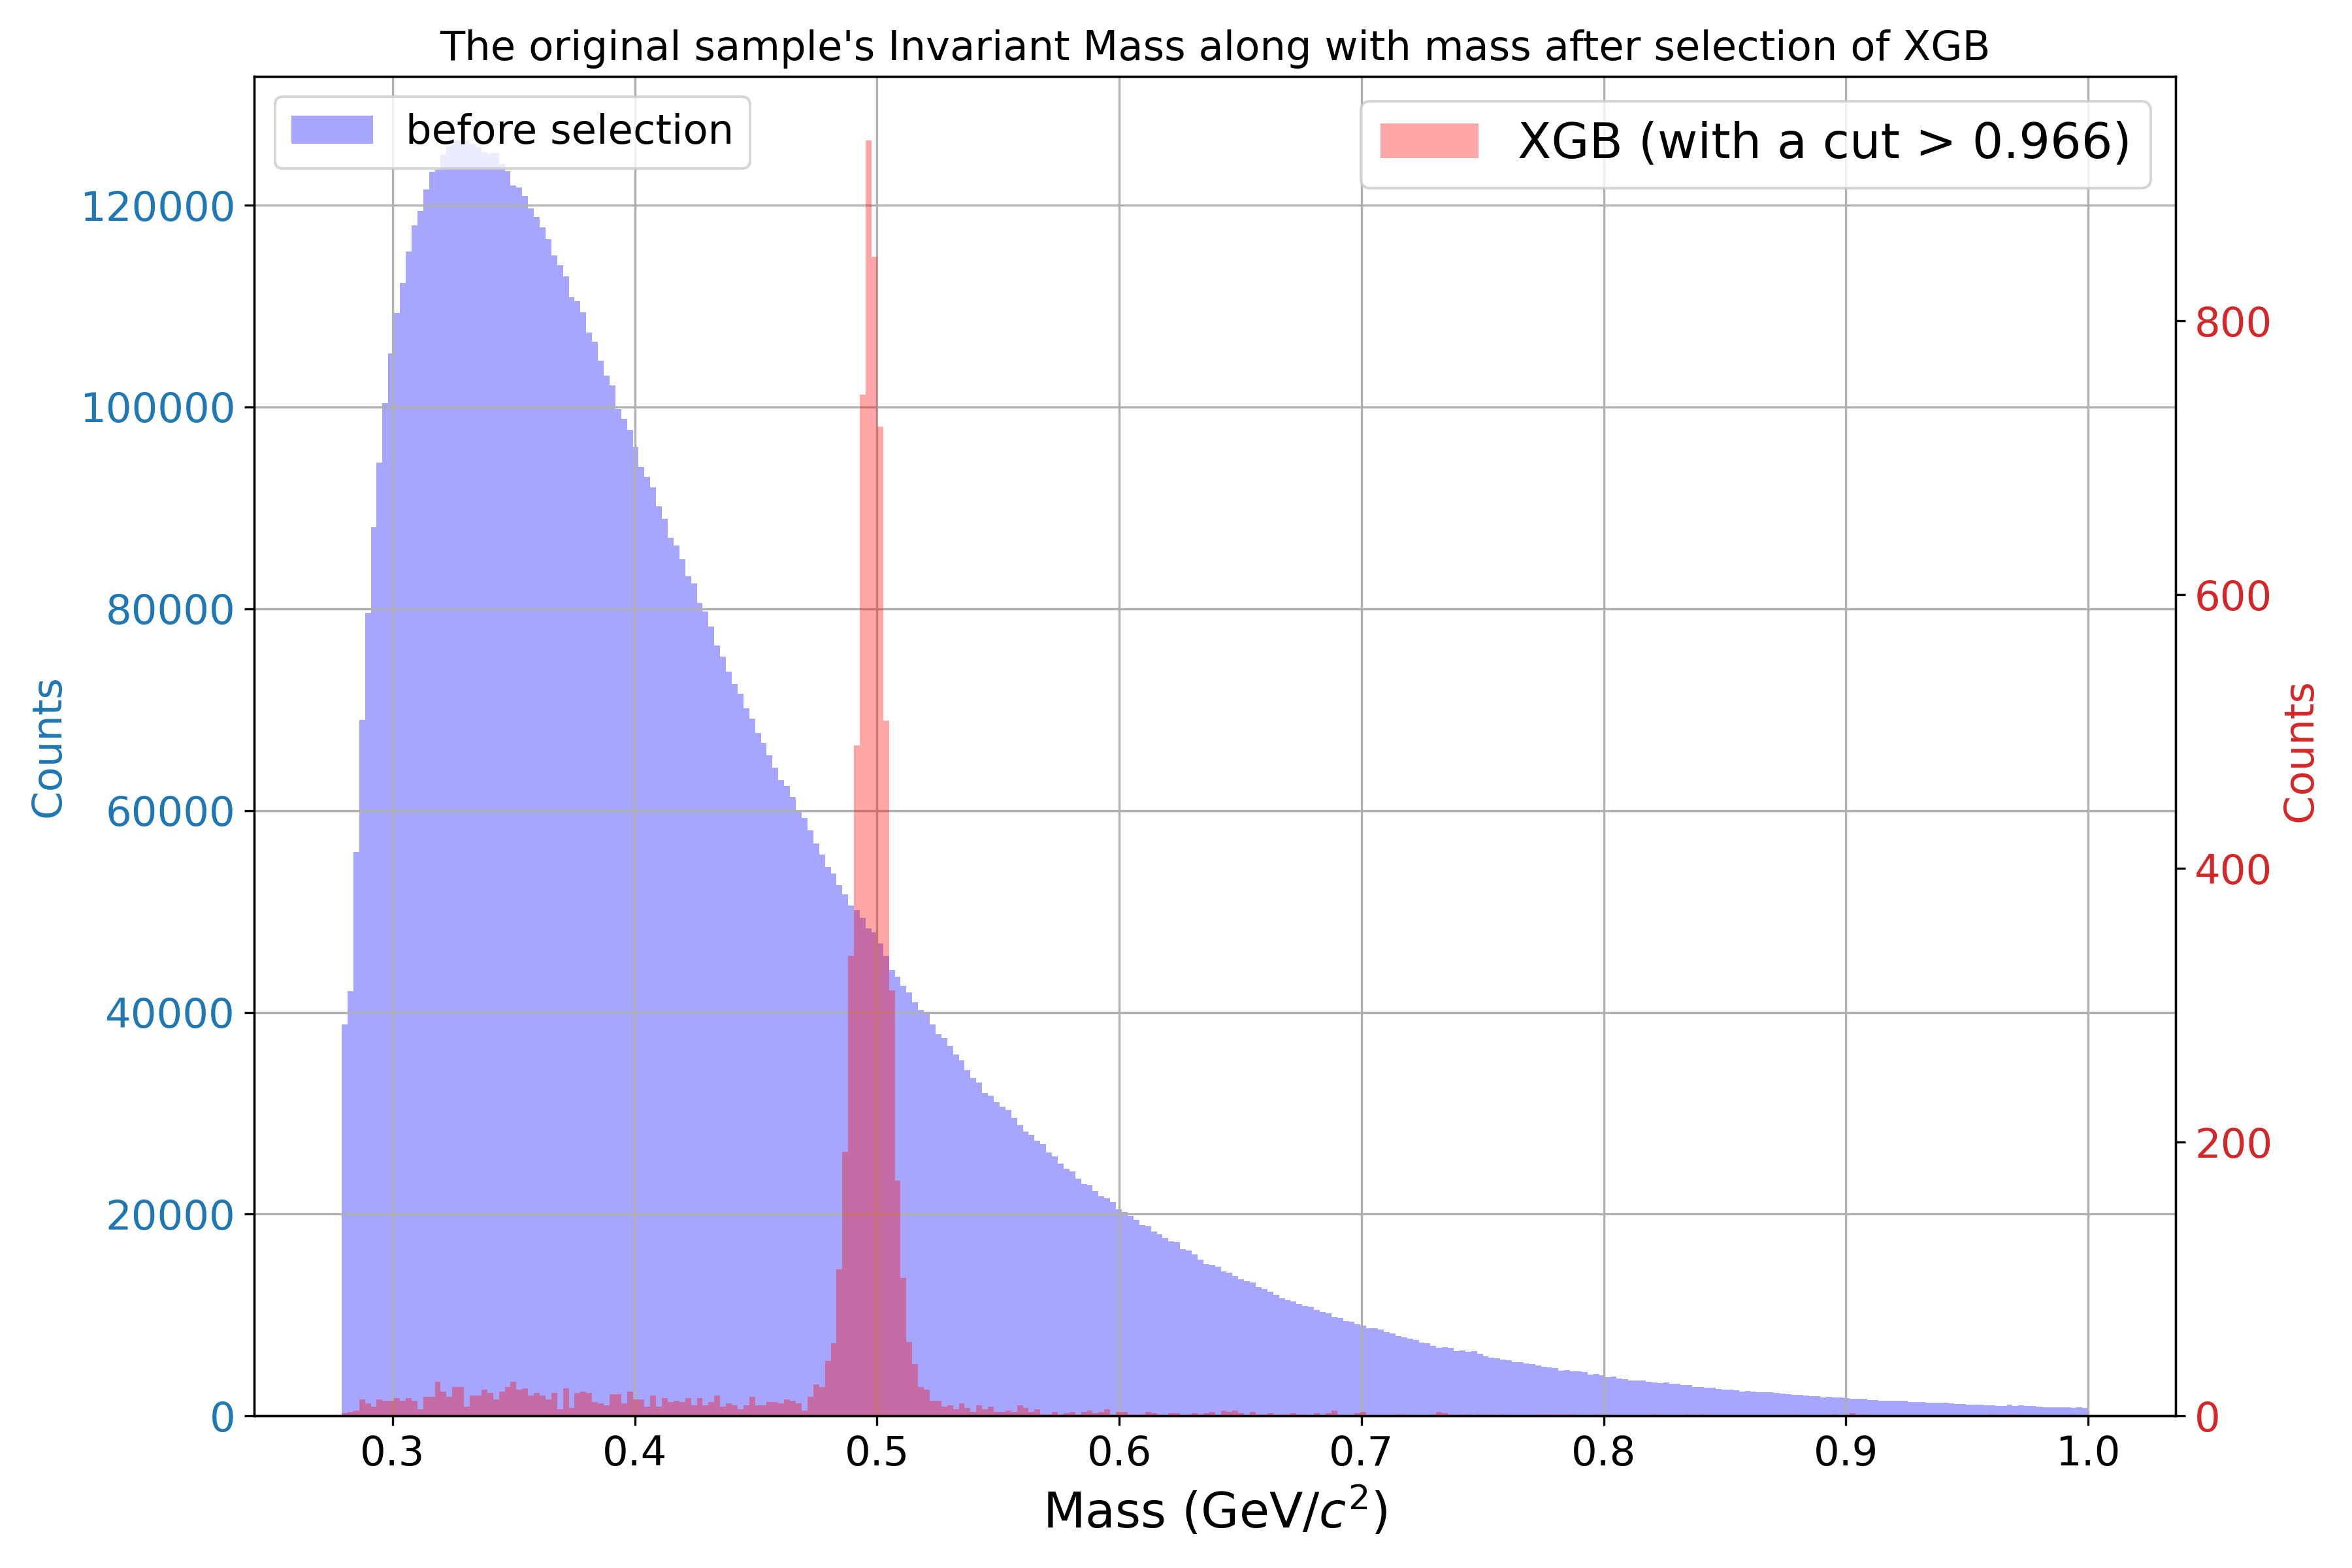 The original sample's Invariant Mass along with mass after selection of XGB
before selection
XGB (with a cut > 0.966)
120000
100000
80000
60000
40000
20000
0
Counts
800
600
400
200
0
Counts
0.3 0.4 0.5 0.6 0.7 0.8 0.9 1.0
Mass (GeV/c²)